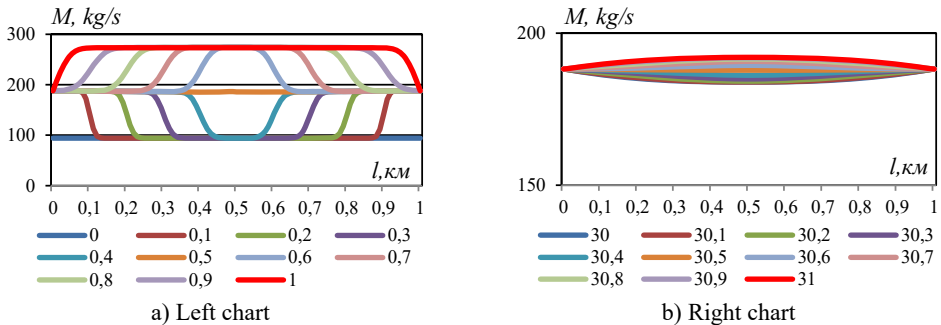 M, kg/s
300
200
100
0
l,км
0 0,1 0,2 0,3 0,4 0,5 0,6 0,7 0,8 0,9 1
0 0,1 0,2 0,3
0,4 0,5 0,6 0,7
0,8 0,9 1
a) Left chart
M, kg/s
200
150
l,км
0 0,1 0,2 0,3 0,4 0,5 0,6 0,7 0,8 0,9 1
30 30,1 30,2 30,3
30,4 30,5 30,6 30,7
30,8 30,9 31
b) Right chart